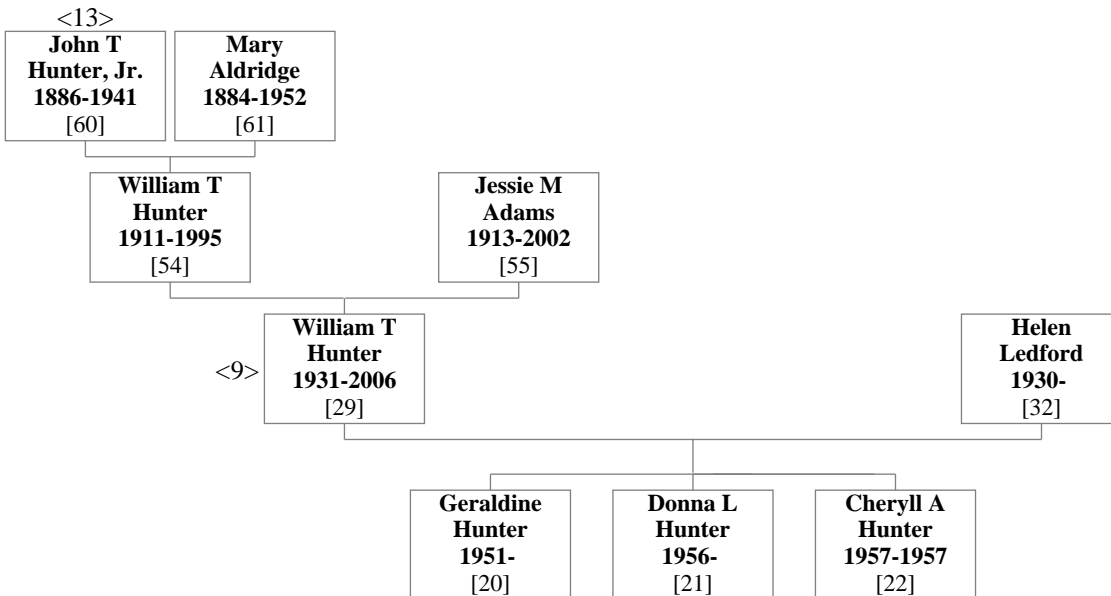 <13>
John T
Hunter, Jr.
1886-1941
[60]
Mary
Aldridge
1884-1952
[61]
William T
Hunter
1911-1995
[54]
Jessie M
Adams
1913-2002
[55]
<9>
William T
Hunter
1931-2006
[29]
Helen
Ledford
1930-
[32]
Geraldine
Hunter
1951-
[20]
Donna L
Hunter
1956-
[21]
Cheryll A
Hunter
1957-1957
[22]